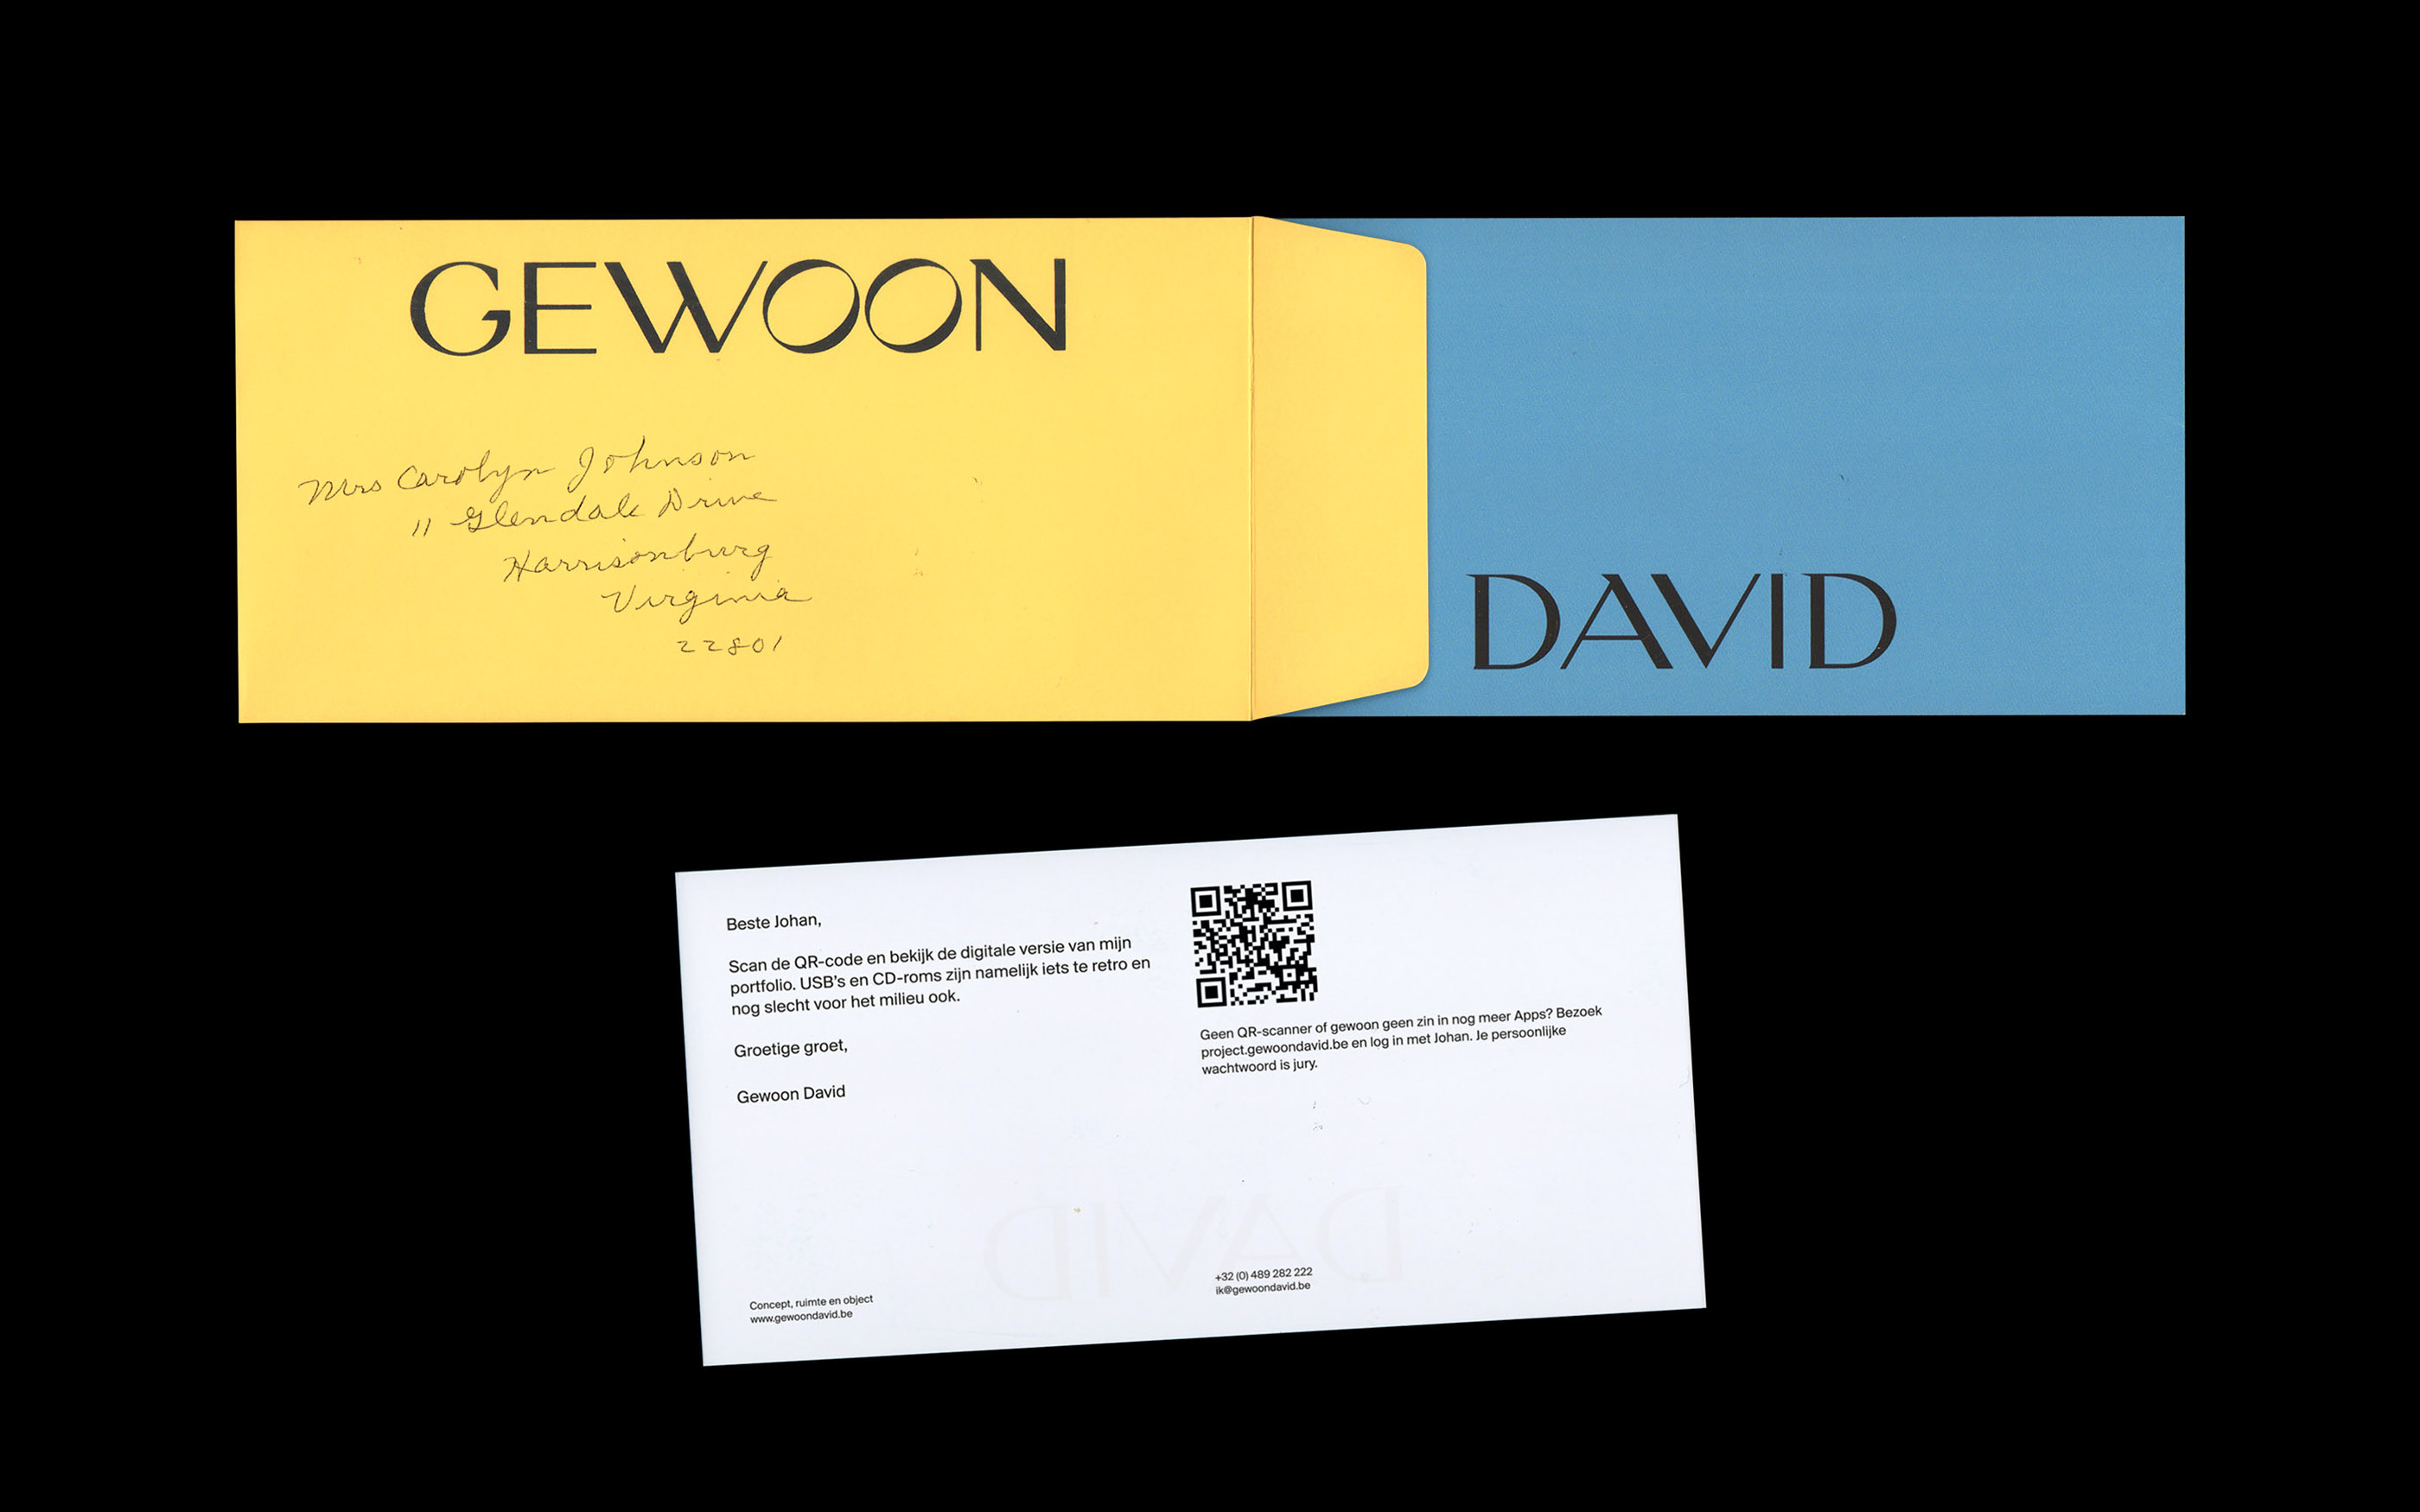 GEWOON
Mrs Carolyn Johnson
11 Glendale Drive
Harrisonburg
Virginia
22801
DAVID
Beste Johan,
Scan de QR-code en bekijk de digitale versie van mijn
portfolio. USB's en CD-roms zijn namelijk iets te retro en
nog slecht voor het milieu ook.
Groetige groet,
Gewoon David
Geen QR-scanner of gewoon geen zin in nog meer Apps? Bezoek
project.gewoondavid.be en log in met Johan. Je persoonlijke
wachtwoord is jury.
DAVID
Concept, ruimte en object
www.gewoondavid.be
+32 (0) 489 282 222
ik@gewoondavid.be